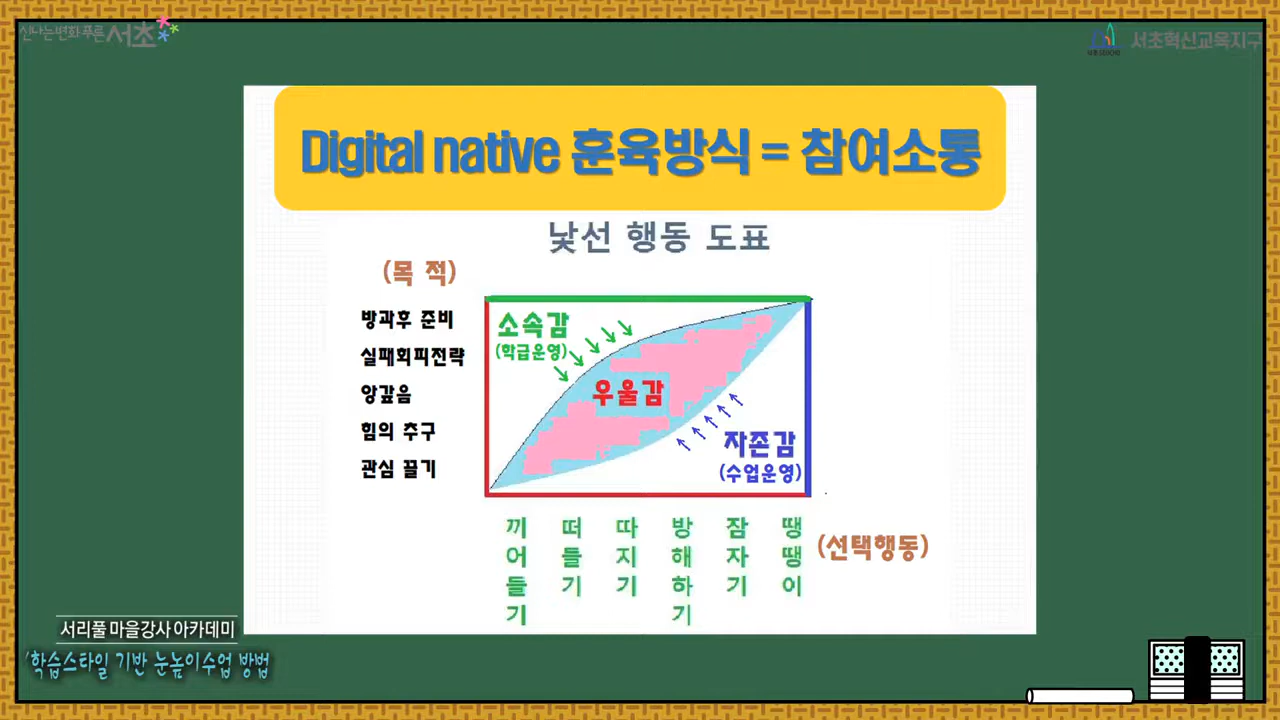 신나는 변화 푸른 서초
서초 SEOCHO
서초혁신교육지구
Digital native 훈육방식 = 참여소통
낯선 행동 도표
(목 적)
방과후 준비
실패회피전략
앙갚음
힘의 추구
관심 끌기
소속감
(학급운영)
우울감
자존감
(수업운영)
끼어들기
떠들기
따지기
방해하기
잠자기
땡땡이
(선택행동)
서리풀 마을강사 아카데미
'학습스타일 기반 눈높이수업 방법